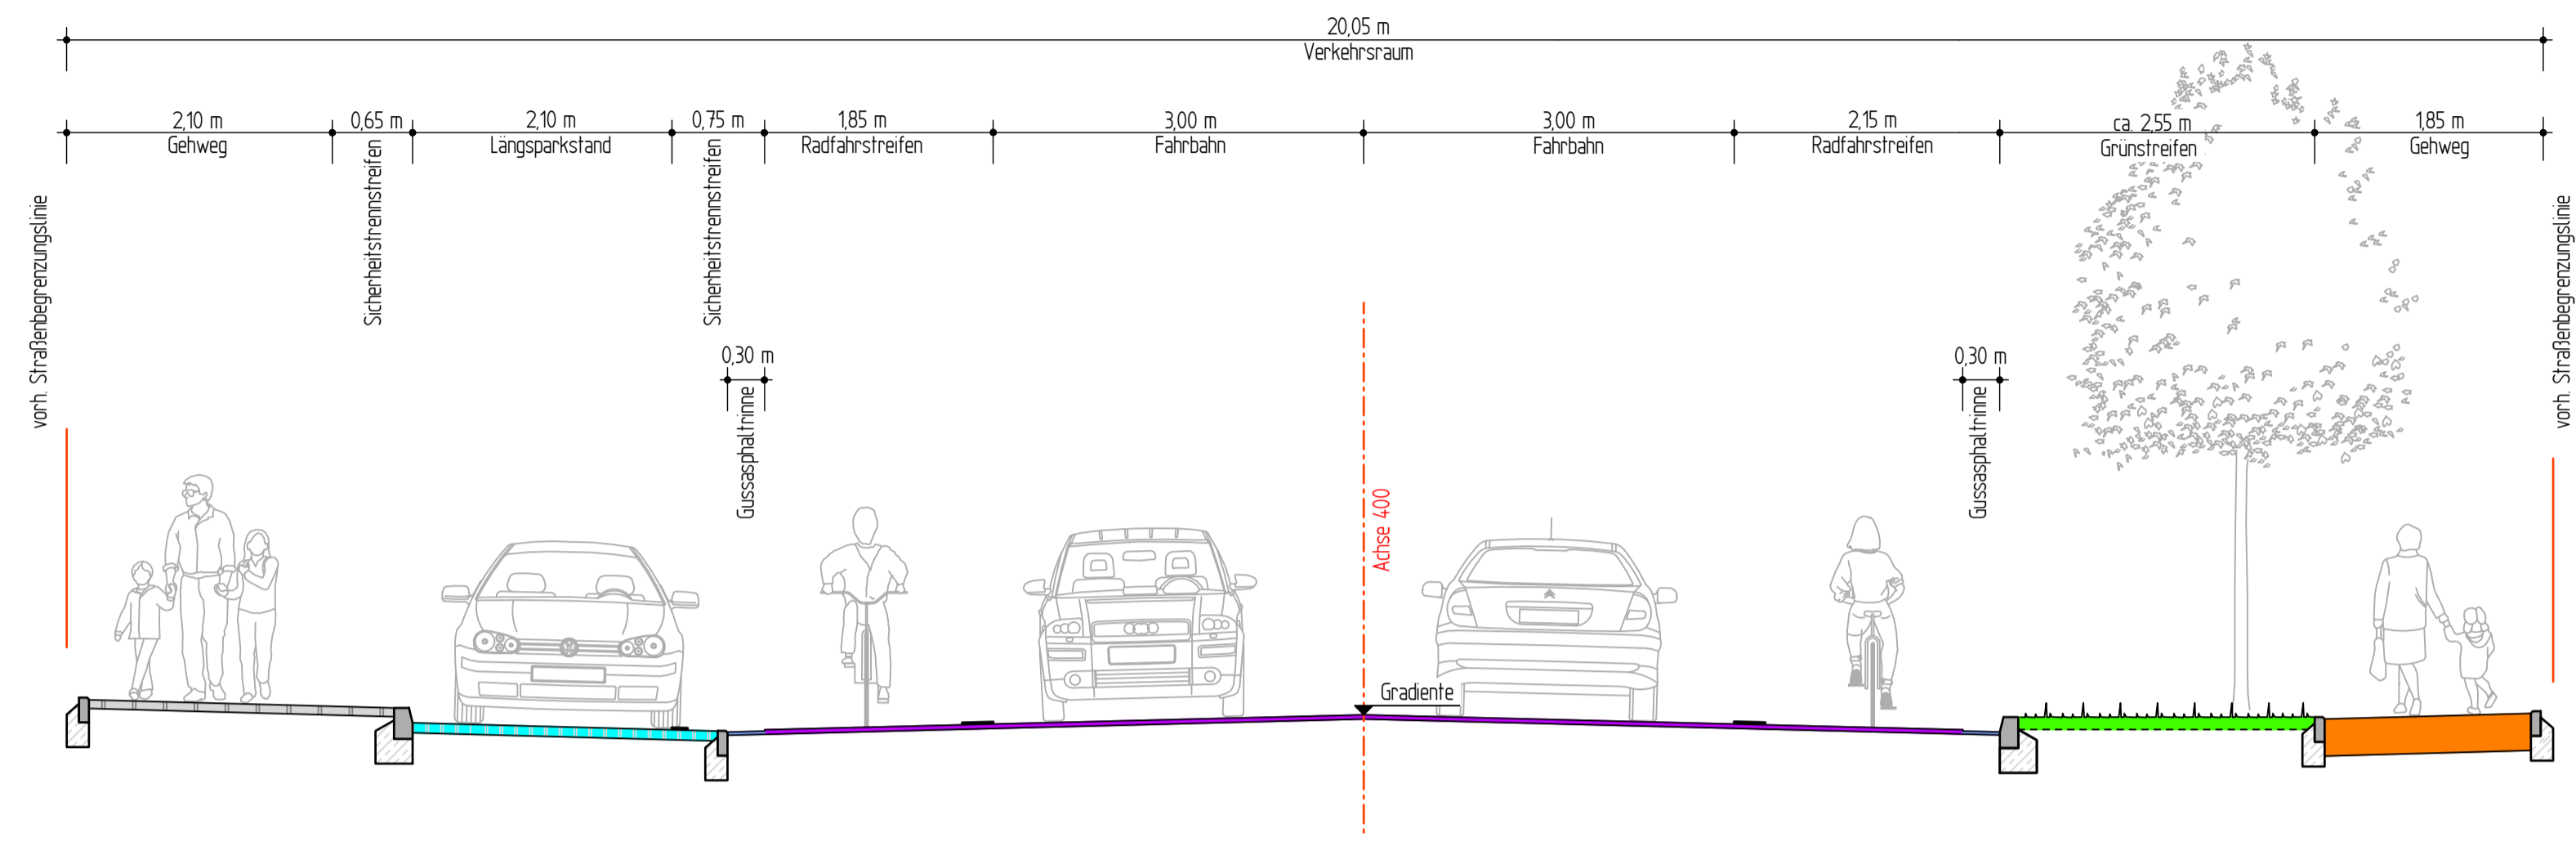 20,05 m
Verkehrsraum
2,10 m
Gehweg
0,65 m
Sicherheitstrennstreifen
2,10 m
Längsparkstand
0,75 m
Sicherheitstrennstreifen
1,85 m
Radfahrstreifen
3,00 m
Fahrbahn
3,00 m
Fahrbahn
2,15 m
Radfahrstreifen
ca. 2,55 m
Grünstreifen
1,85 m
Gehweg
vorh. Straßenbegrenzungslinie
0,30 m
Gussasphaltrinne
Achse 400
Gradiente
0,30 m
Gussasphaltrinne
vorh. Straßenbegrenzungslinie